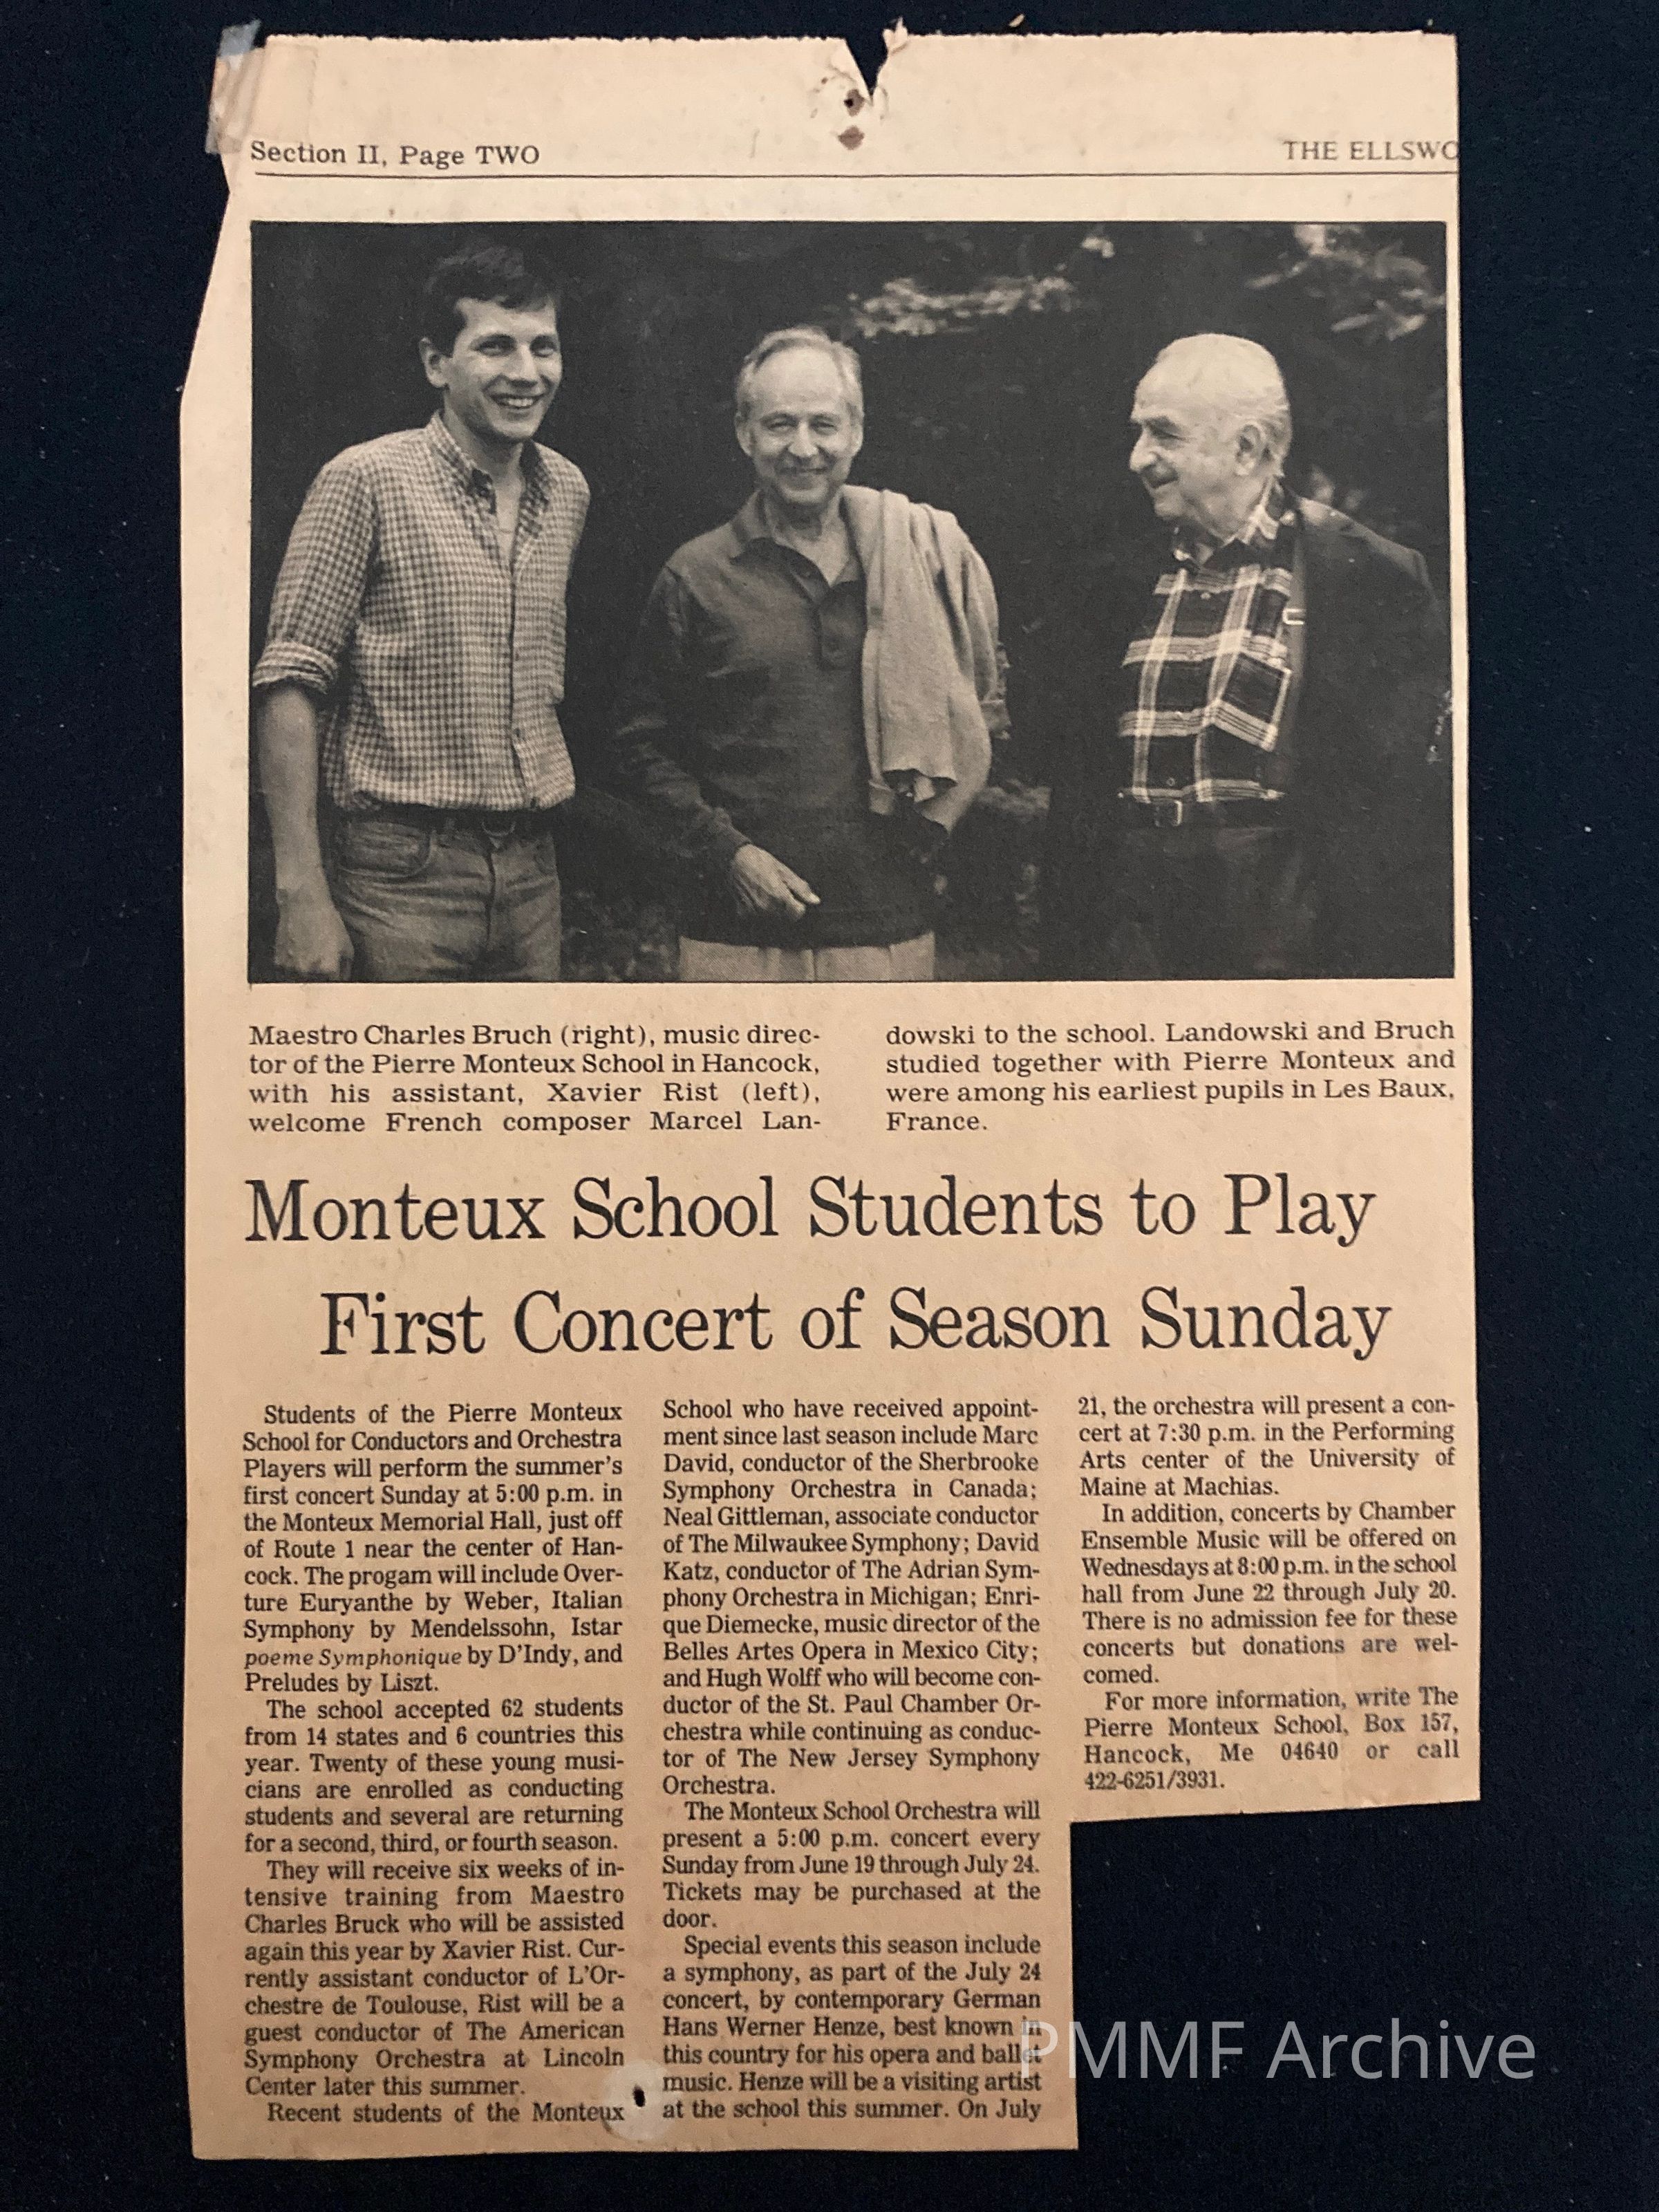 Section II, Page TWO
THE ELLSWO
Maestro Charles Bruch (right), music direc-
tor of the Pierre Monteux School in Hancock,
with his assistant, Xavier Rist (left),
welcome French composer Marcel Lan-
dowski to the school. Landowski and Bruch
studied together with Pierre Monteux and
were among his earliest pupils in Les Baux,
France.
Monteux School Students to Play
First Concert of Season Sunday
Students of the Pierre Monteux
School for Conductors and Orchestra
Players will perform the summer's
first concert Sunday at 5:00 p.m. in
the Monteux Memorial Hall, just off
of Route 1 near the center of Han-
cock. The progam will include Over-
ture Euryanthe by Weber, Italian
Symphony by Mendelssohn, Istar
poeme Symphonique by D'Indy, and
Preludes by Liszt.
The school accepted 62 students
from 14 states and 6 countries this
year. Twenty of these young musi-
cians are enrolled as conducting
students and several are returning
for a second, third, or fourth season.
They will receive six weeks of in-
tensive training from Maestro
Charles Bruck who will be assisted
again this year by Xavier Rist. Cur-
rently assistant conductor of L'Or-
chestre de Toulouse, Rist will be a
guest conductor of The American
Symphony Orchestra at Lincoln
Center later this summer.
Recent students of the Monteux
School who have received appoint-
ment since last season include Marc
David, conductor of the Sherbrooke
Symphony Orchestra in Canada;
Neal Gittleman, associate conductor
of The Milwaukee Symphony; David
Katz, conductor of The Adrian Sym-
phony Orchestra in Michigan; Enri-
que Diemecke, music director of the
Belles Artes Opera in Mexico City;
and Hugh Wolff who will become con-
ductor of the St. Paul Chamber Or-
chestra while continuing as conduc-
tor of The New Jersey Symphony
Orchestra.
The Monteux School Orchestra will
present a 5:00 p.m. concert every
Sunday from June 19 through July 24.
Tickets may be purchased at the
door.
Special events this season include
a symphony, as part of the July 24
concert, by contemporary German
Hans Werner Henze, best known in
this country for his opera and ballet
music. Henze will be a visiting artist
at the school this summer. On July
21, the orchestra will present a con-
cert at 7:30 p.m. in the Performing
Arts center of the University of
Maine at Machias.
In addition, concerts by Chamber
Ensemble Music will be offered on
Wednesdays at 8:00 p.m. in the school
hall from June 22 through July 20.
There is no admission fee for these
concerts but donations are wel-
comed.
For more information, write The
Pierre Monteux School, Box 157,
Hancock, Me 04640 or call
422-6251/3931.
PMMF Archive